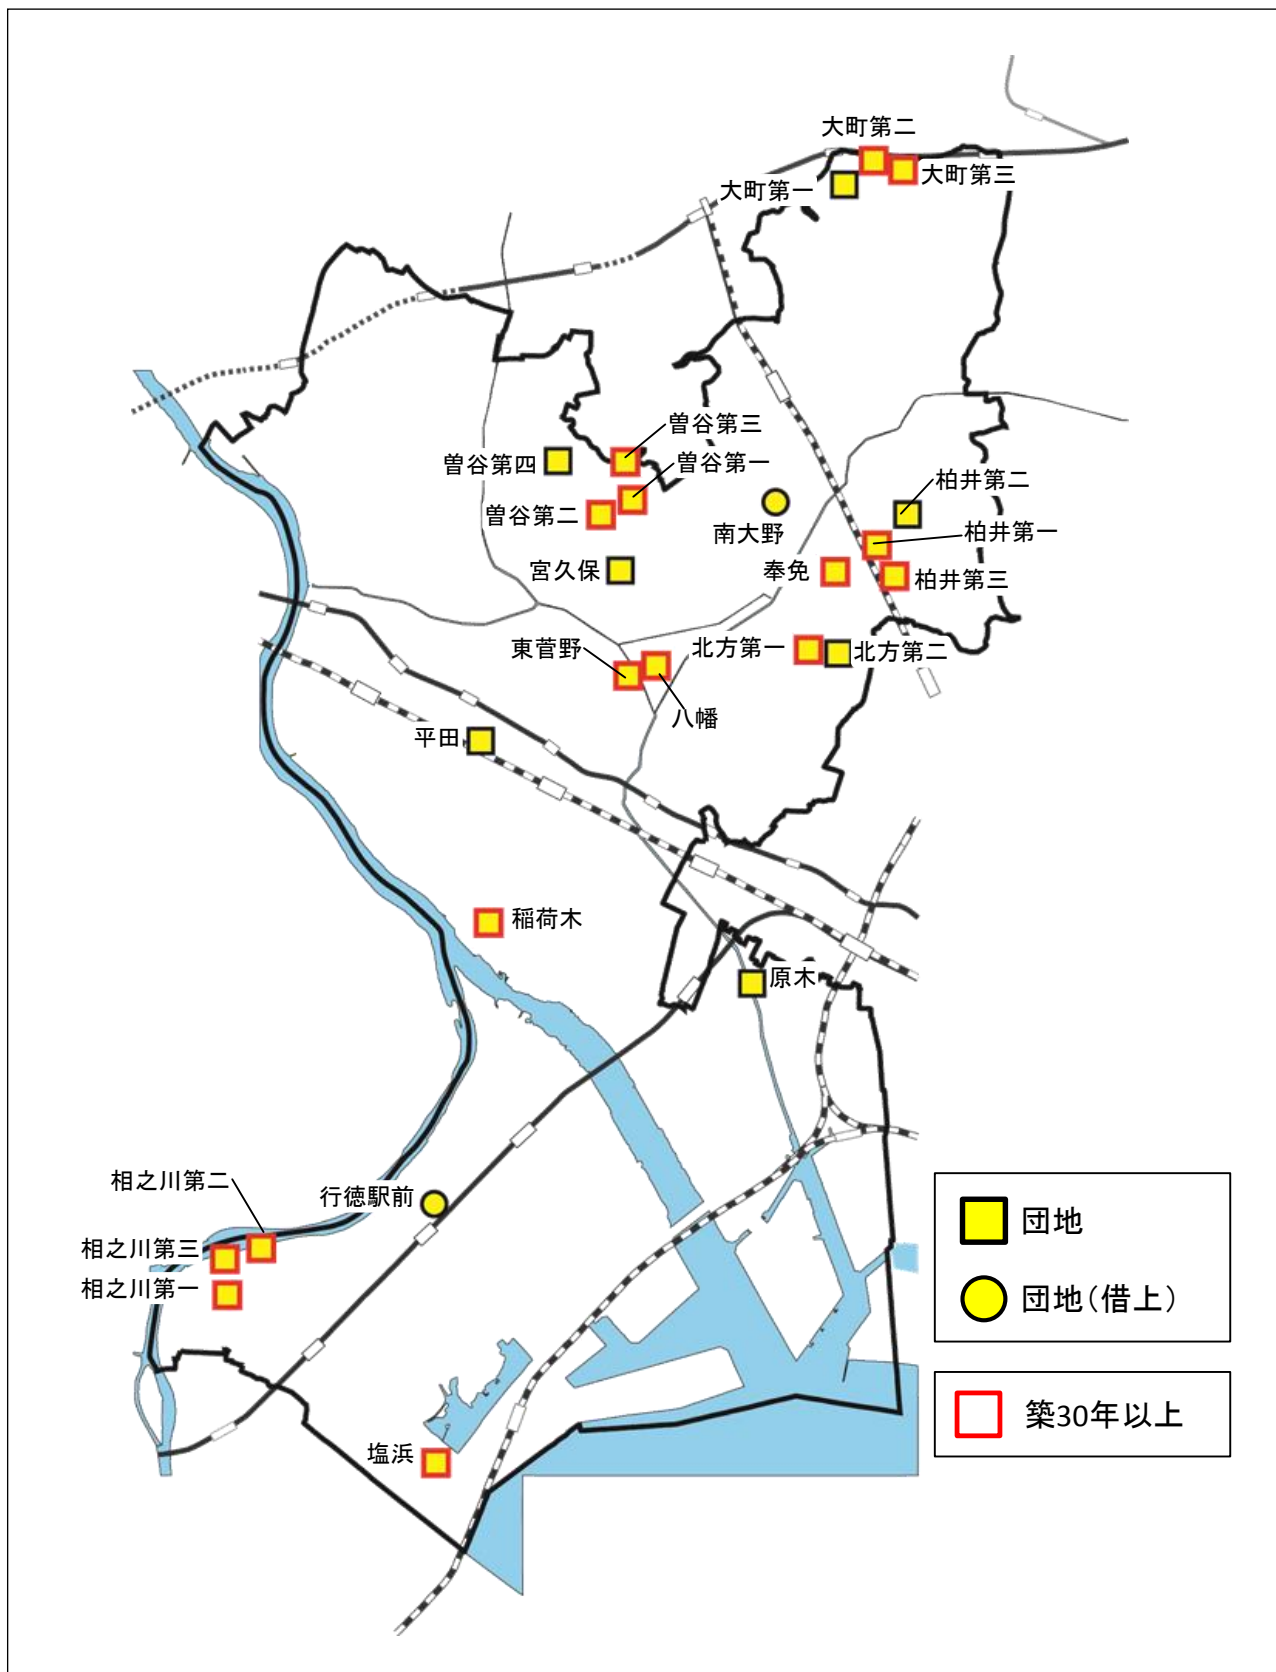 大町第二
大町第三
大町第一
曽谷第三
曽谷第四
曽谷第一
柏井第二
曽谷第二
南大野
柏井第一
宮久保
奉免
柏井第三
東菅野
北方第一
北方第二
八幡
平田
稲荷木
原木
相之川第二
行徳駅前
相之川第三
相之川第一
塩浜
団地
団地（借上）
築30年以上